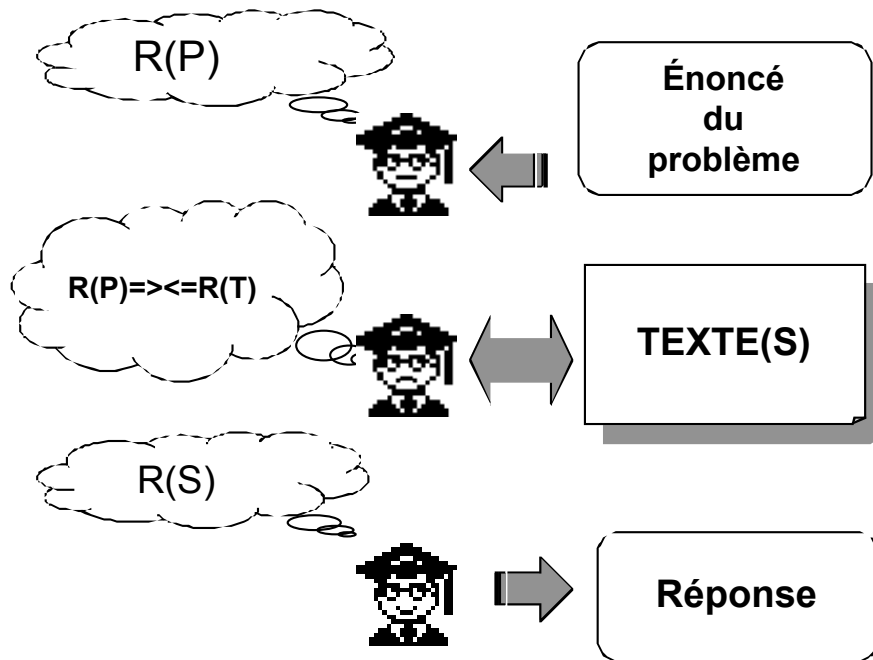 R(P)
Énoncé
du
problème
R(P)=><=R(T)
TEXTE(S)
R(S)
Réponse